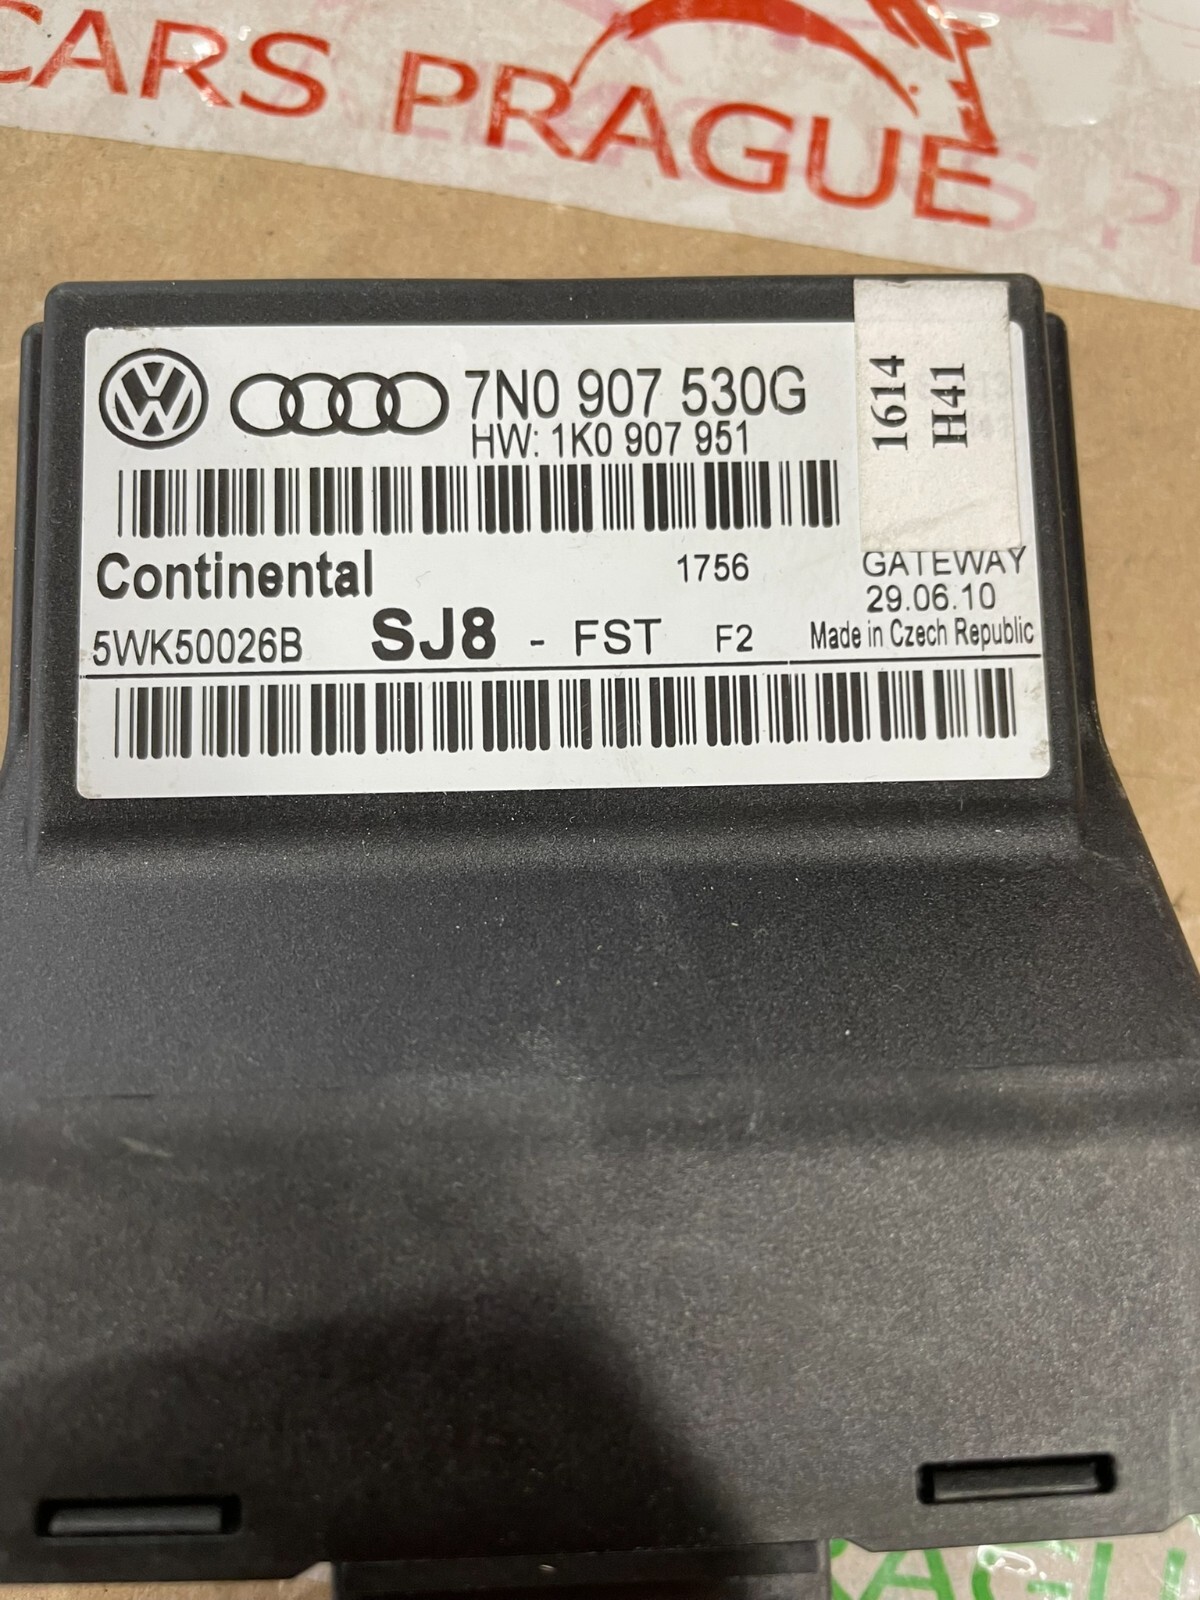 CARS PRAGUE
7N0 907 530G
HW: 1K0 907 951
1614
H41
Continental
1756
GATEWAY
29.06.10
5WK50026B
SJ8 - FST F2
Made in Czech Republic